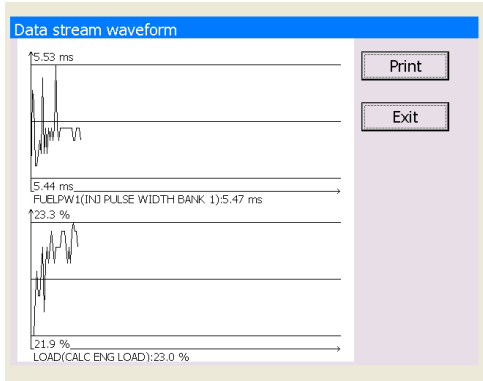 Data stream waveform
5.53 ms
Print
Exit
5.44 ms
FUELPW1(INJ PULSE WIDTH BANK 1):5.47 ms
23.3 %
21.9 %
LOAD(CALC ENG LOAD):23.0 %